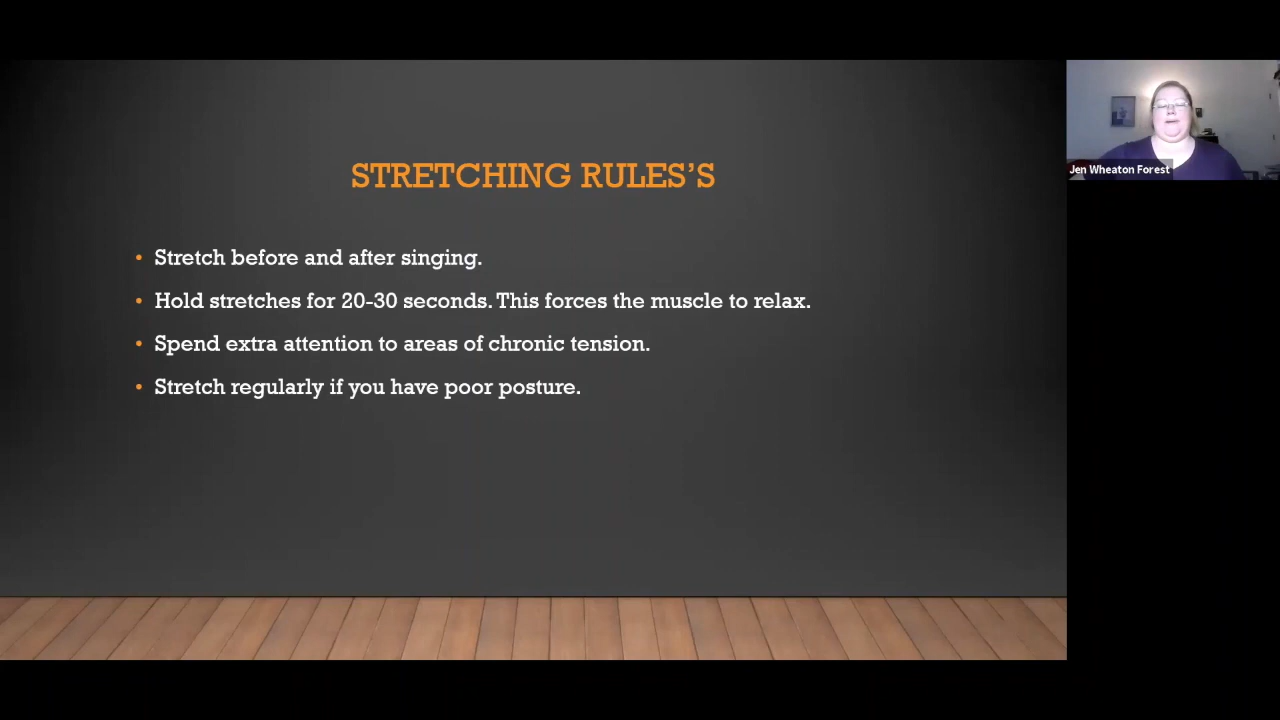 STRETCHING RULES’S
• Stretch before and after singing.
• Hold stretches for 20-30 seconds. This forces the muscle to relax.
• Spend extra attention to areas of chronic tension.
• Stretch regularly if you have poor posture.
Jen Wheaton Forest